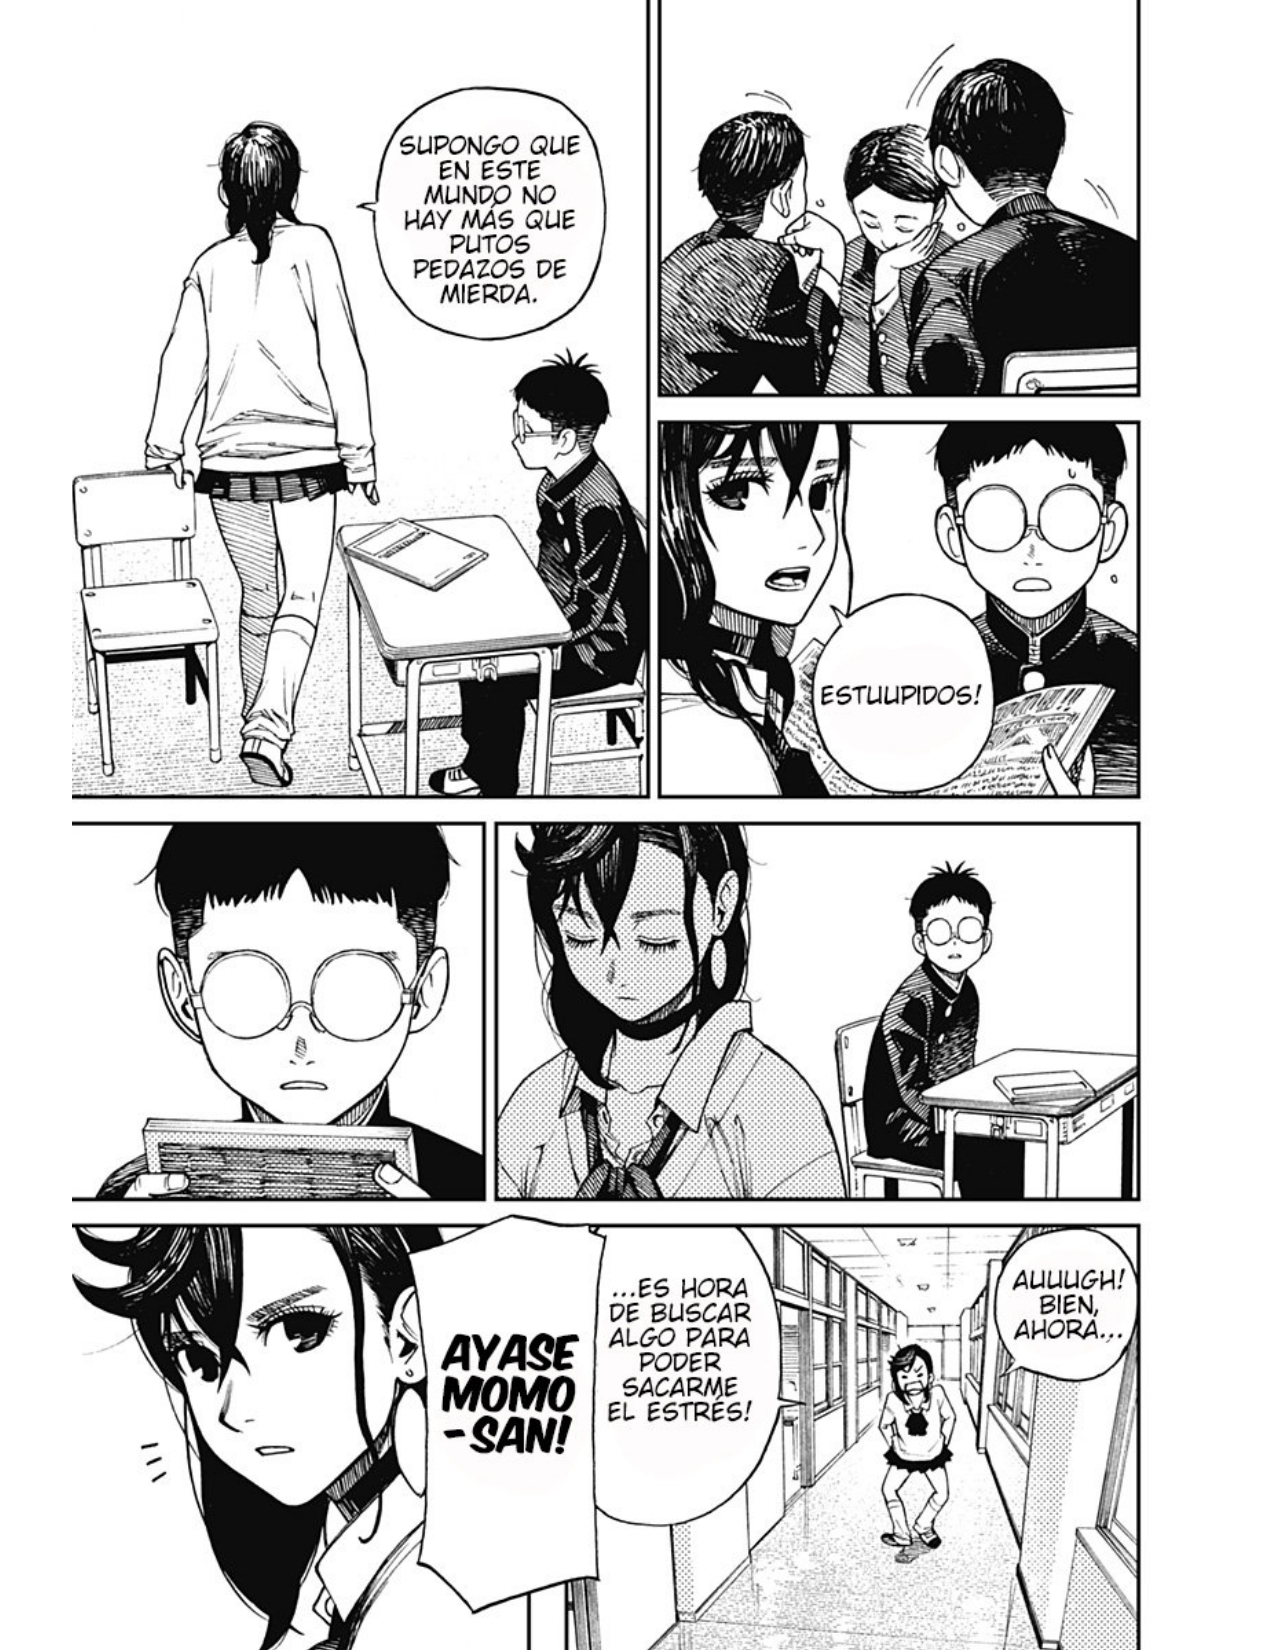 ESTUUPIDOS!
SUPONGO QUE
EN ESTE
MUNDO NO
HAY MÁS QUE
PUTOS
PEDAZOS DE
MIERDA.
AUUUGH!
BIEN,
AHORA...
...ES HORA
DE BUSCAR
ALGO PARA
PODER
SACARME
EL ESTRÉS!
AYASE
MOMO
-SAN!